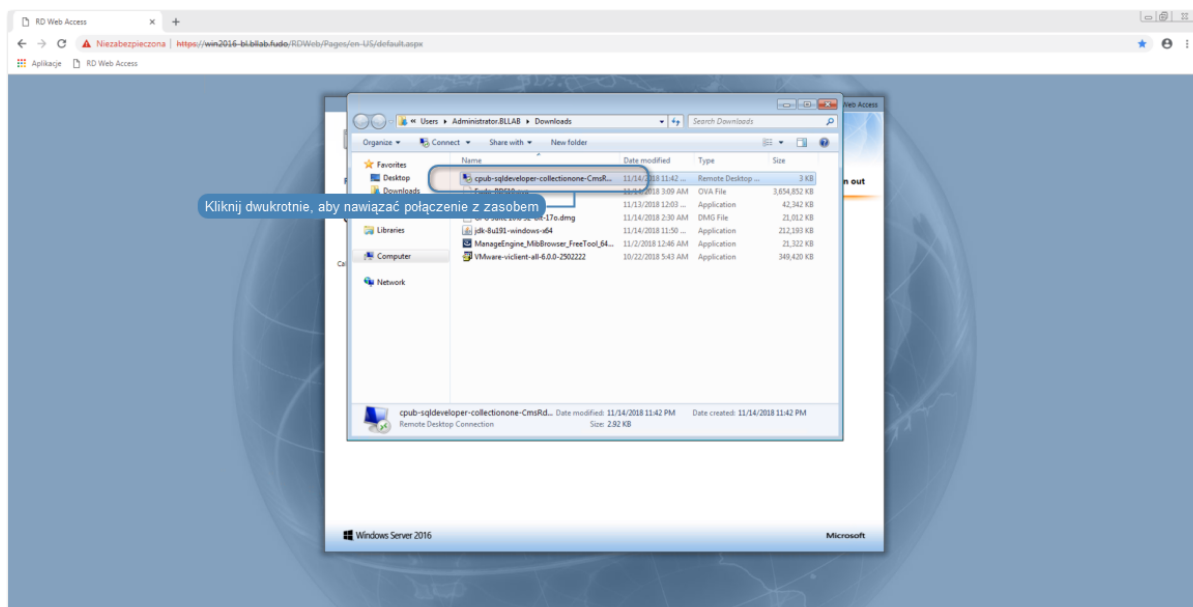 RD Web Access
Niezabezpieczona | https://win2016-bl.bllab.fudo/RDWeb/Pages/en-US/default.aspx
Aplikacje RD Web Access
Web Access
« Users Administrator.BLLAB Downloads Search Downloads
Organize Connect Share with New folder
Favorites Name Date modified Type Size
Desktop cpub-sqldeveloper-collectionone-CmsR... 11/14/2018 11:42 ... Remote Desktop ... 3 KB
n out
Downloads 3:09 AM OVA File 3,654,852 KB
Kliknij dwukrotnie, aby nawiązać połączenie z zasobem 11/13/2018 12:03 ... Application 42,342 KB
11/14/2018 2:30 AM DMG File 21,012 KB
Libraries jdk-8u191-windows-x64 11/14/2018 11:50 ... Application 212,193 KB
ManageEngine_MibBrowser_FreeTool_64... 11/2/2018 12:46 AM Application 21,322 KB
Computer VMware-viclient-all-6.0.0-2502222 10/22/2018 5:43 AM Application 349,420 KB
Network
cpub-sqldeveloper-collectionone-CmsRd... Date modified: 11/14/2018 11:42 PM Date created: 11/14/2018 11:42 PM
Remote Desktop Connection Size: 2.92 KB
Windows Server 2016 Microsoft